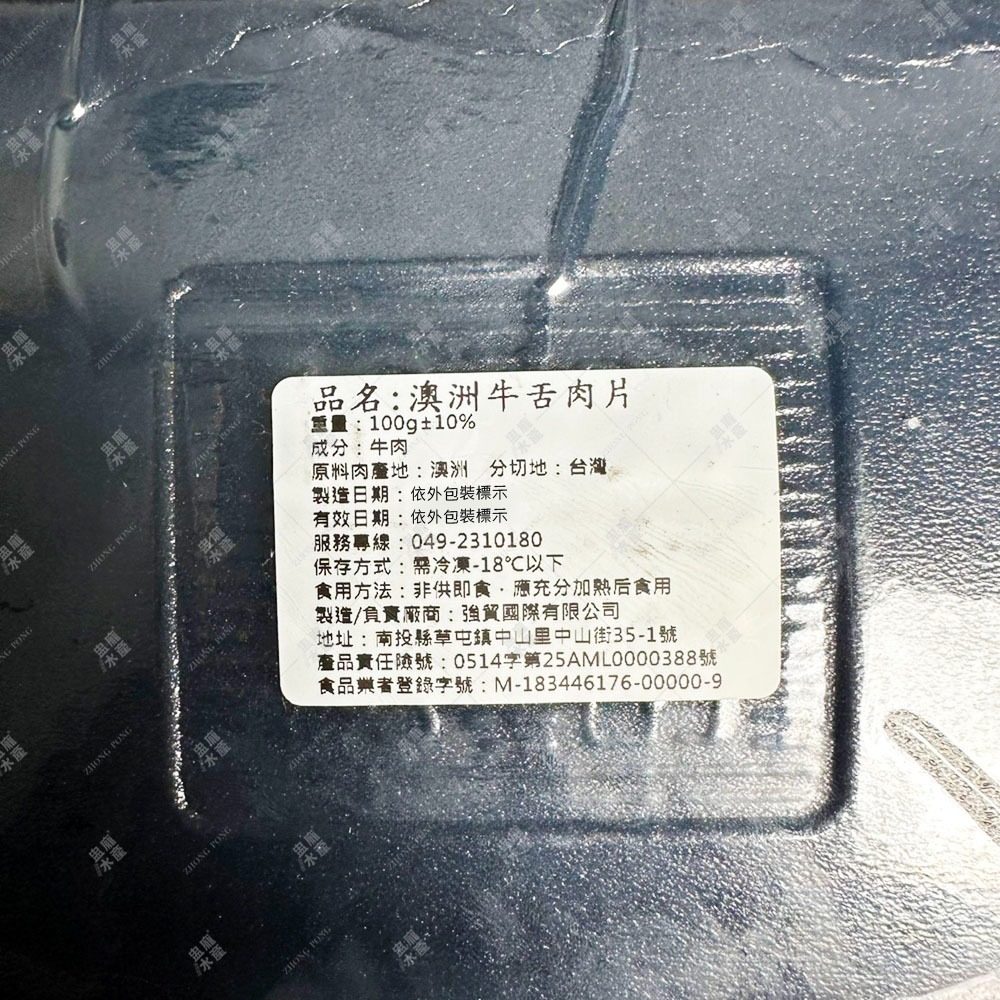 品名:澳洲牛舌肉片
重量：100g±10%
成分：牛肉
原料肉產地：澳洲 分切地：台灣
製造日期：依外包裝標示
有效日期：依外包裝標示
服務專線：049-2310180
保存方式：需冷凍-18℃以下
食用方法：非供即食，應充分加熱后食用
製造/負責廠商：強貿國際有限公司
地址：南投縣草屯鎮中山里中山街35-1號
產品責任險號：0514字第25AML0000388號
食品業者登錄字號：M-183446176-00000-9
ZHONG PONG